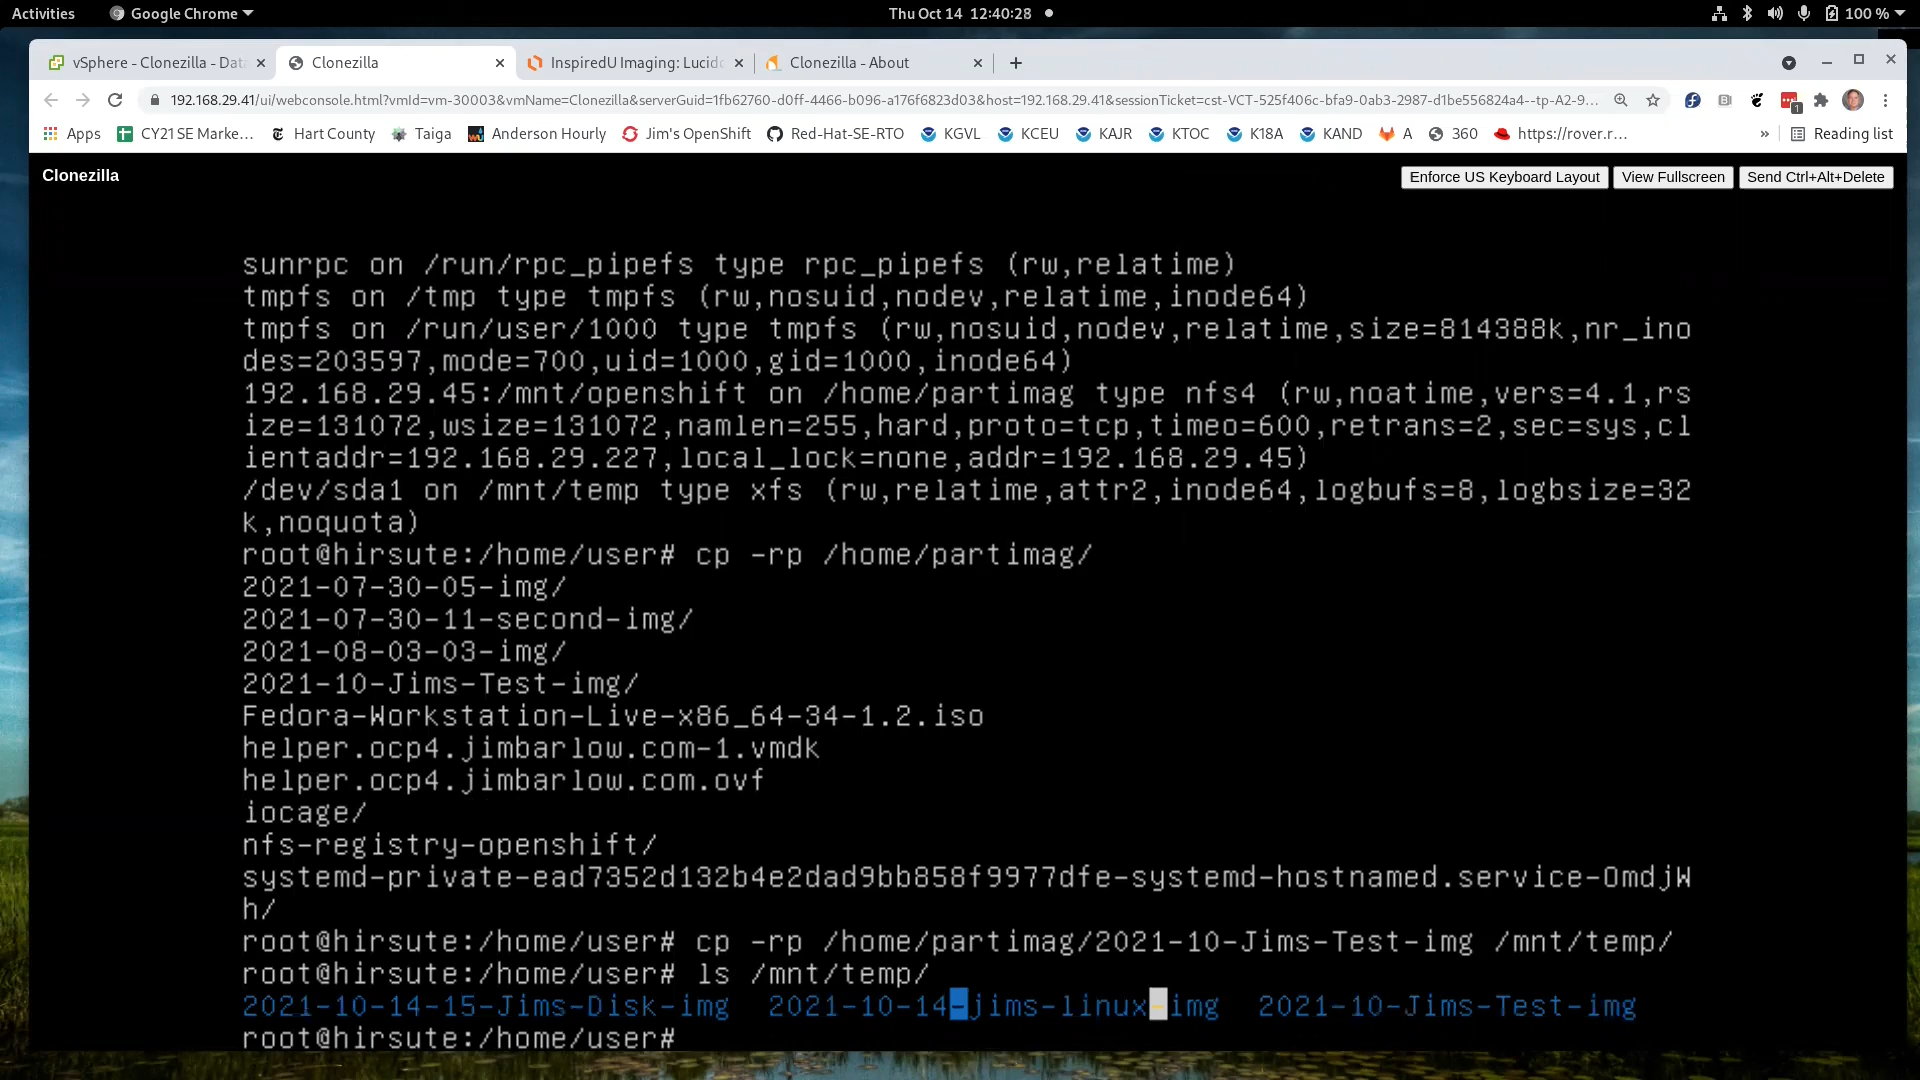 Activities Google Chrome Thu Oct 14 12:40:28 100 %
vSphere - Clonezilla - Data Clonezilla InspiredU Imaging: Lucid Clonezilla - About
192.168.29.41/ui/webconsole.html?vmId=vm-30003&vmName=Clonezilla&serverGuid=1fb62760-d0ff-4466-b096-a176f6823d03&host=192.168.29.41&sessionTicket=cst-VCT-525f406c-bfa9-0ab3-2987-d1be556824a4--tp-A2-9... 1
Apps CY21 SE Marke... Hart County Taiga Anderson Hourly Jim's OpenShift Red-Hat-SE-RTO KGVL KCEU KAJR KTOC K18A KAND A 360 https://rover.r... » Reading list
Clonezilla Enforce US Keyboard Layout View Fullscreen Send Ctrl+Alt+Delete
sunrpc on /run/rpc_pipefs type rpc_pipefs (rw,relatime)
tmpfs on /tmp type tmpfs (rw,nosuid,nodev,relatime,inode64)
tmpfs on /run/user/1000 type tmpfs (rw,nosuid,nodev,relatime,size=814388k,nr_ino
des=203597,mode=700,uid=1000,gid=1000,inode64)
192.168.29.45:/mnt/openshift on /home/partimag type nfs4 (rw,noatime,vers=4.1,rs
ize=131072,wsize=131072,namlen=255,hard,proto=tcp,timeo=600,retrans=2,sec=sys,cl
ientaddr=192.168.29.227,local_lock=none,addr=192.168.29.45)
/dev/sda1 on /mnt/temp type xfs (rw,relatime,attr2,inode64,logbufs=8,logbsize=32
k,noquota)
root@hirsute:/home/user# cp -rp /home/partimag/
2021-07-30-05-img/
2021-07-30-11-second-img/
2021-08-03-03-img/
2021-10-Jims-Test-img/
Fedora-Workstation-Live-x86_64-34-1.2.iso
helper.ocp4.jimbarlow.com-1.vmdk
helper.ocp4.jimbarlow.com.ovf
iocage/
nfs-registry-openshift/
systemd-private-ead7352d132b4e2dad9bb858f9977dfe-systemd-hostnamed.service-OmdjW
h/
root@hirsute:/home/user# cp -rp /home/partimag/2021-10-Jims-Test-img /mnt/temp/
root@hirsute:/home/user# ls /mnt/temp/
2021-10-14-15-Jims-Disk-img 2021-10-14-jims-linux-img 2021-10-Jims-Test-img
root@hirsute:/home/user#